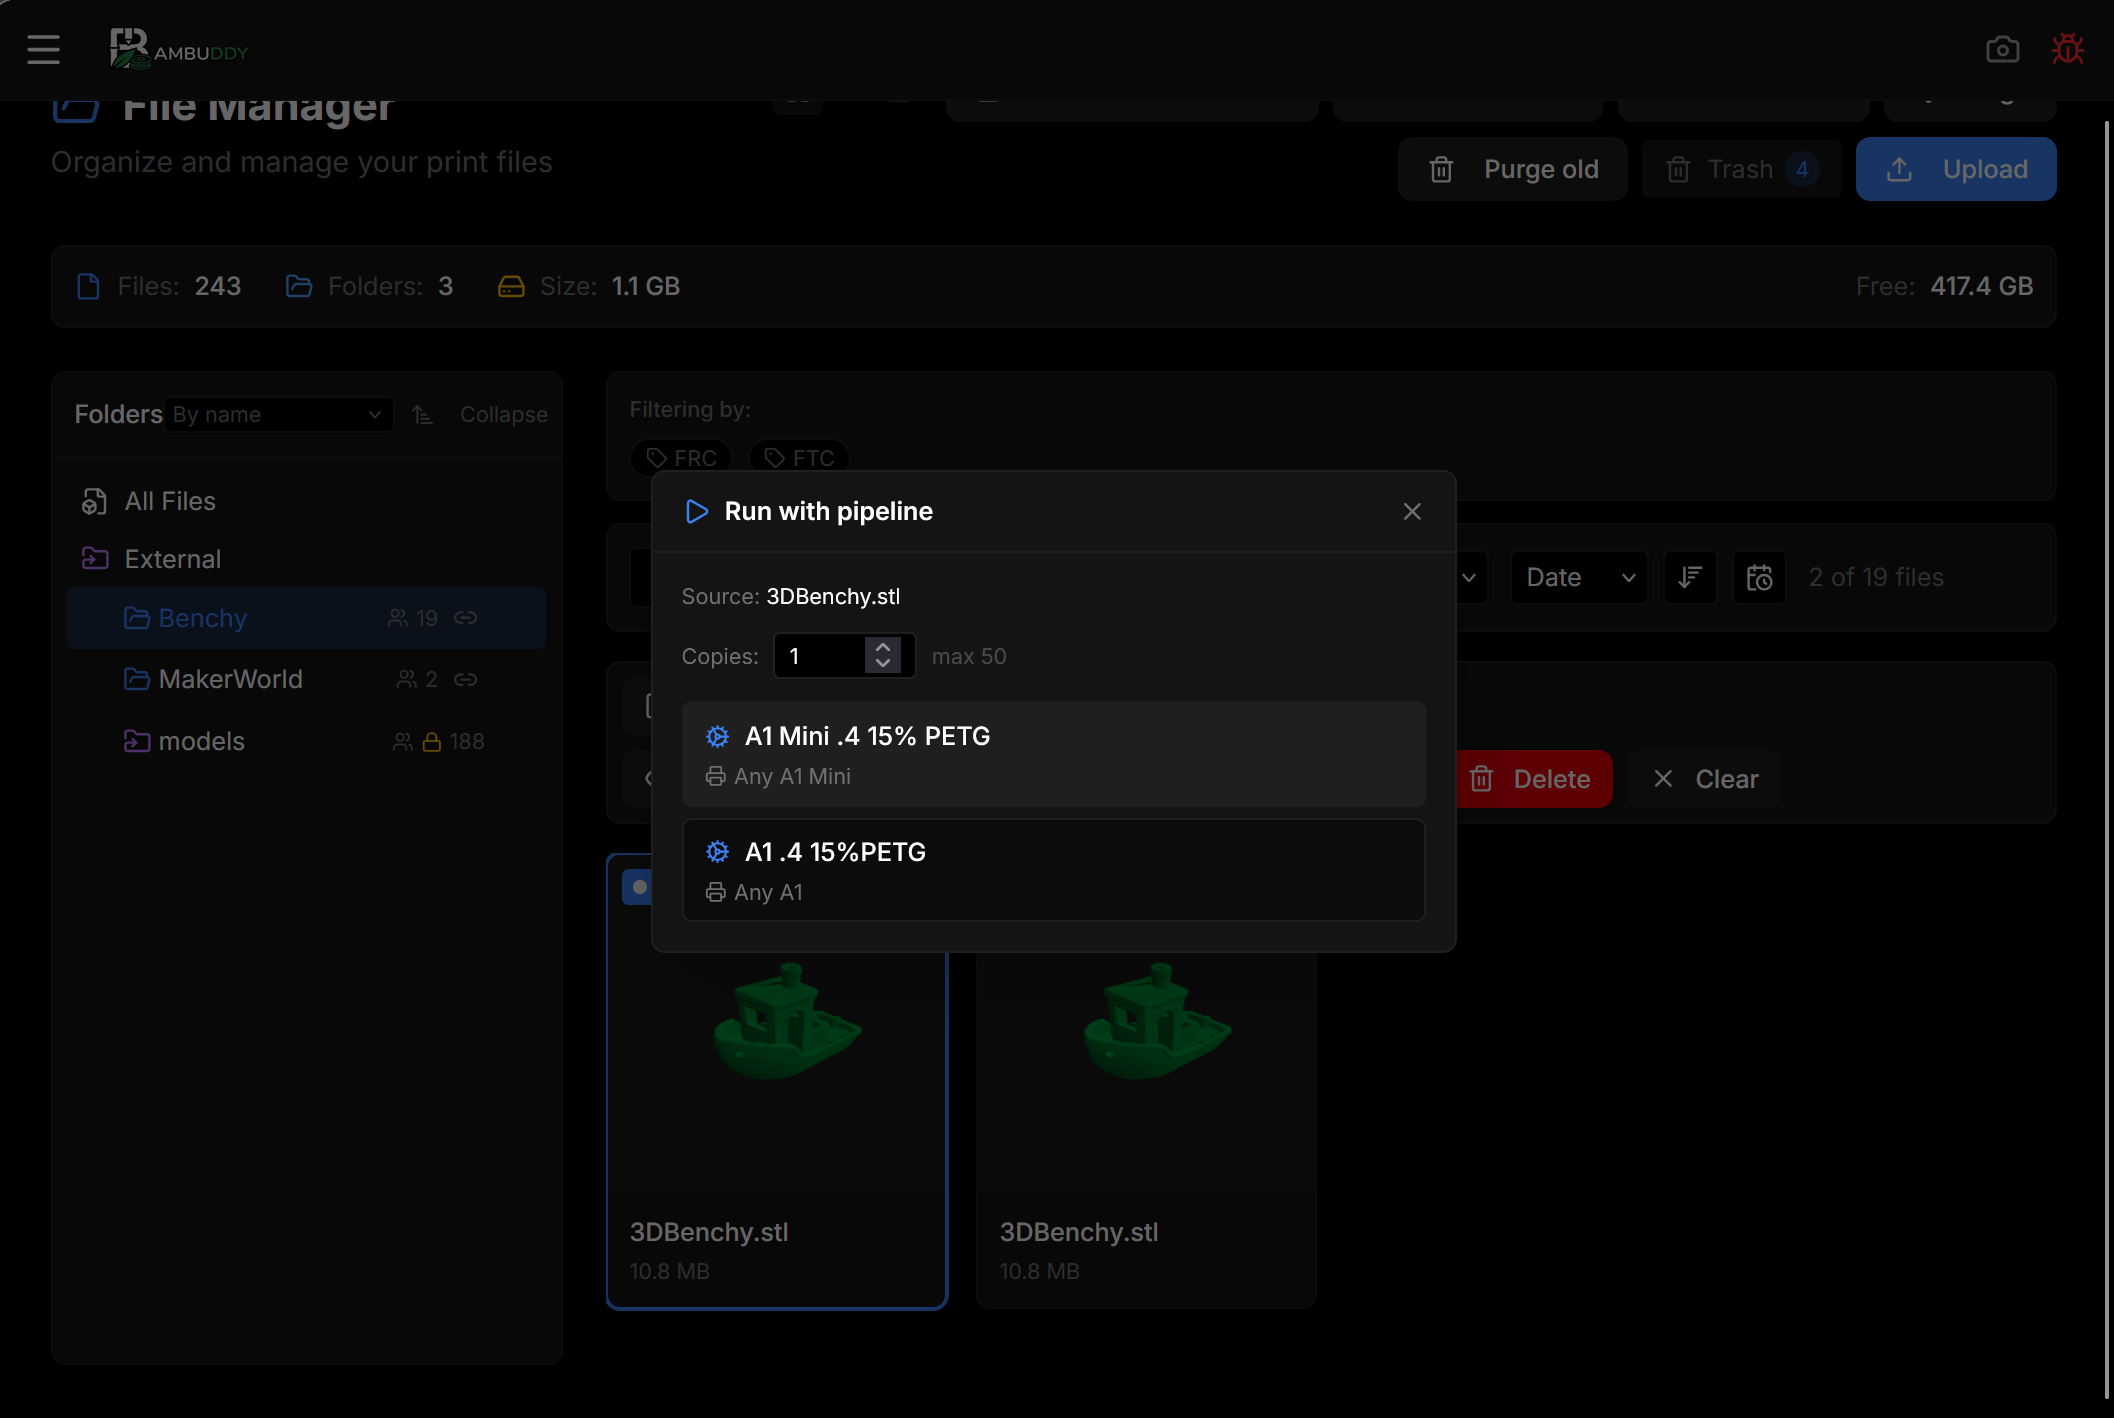 AMBUDDY
File Manager
Organize and manage your print files
Purge old
Trash 4
Upload
Files: 243
Folders: 3
Size: 1.1 GB
Free: 417.4 GB
Folders
By name
Collapse
All Files
External
Benchy 19
MakerWorld 2
models 188
Filtering by:
FRC
FTC
Date
2 of 19 files
Delete
Clear
Run with pipeline
Source: 3DBenchy.stl
Copies: 1 max 50
A1 Mini .4 15% PETG
Any A1 Mini
A1 .4 15%PETG
Any A1
3DBenchy.stl
10.8 MB
3DBenchy.stl
10.8 MB